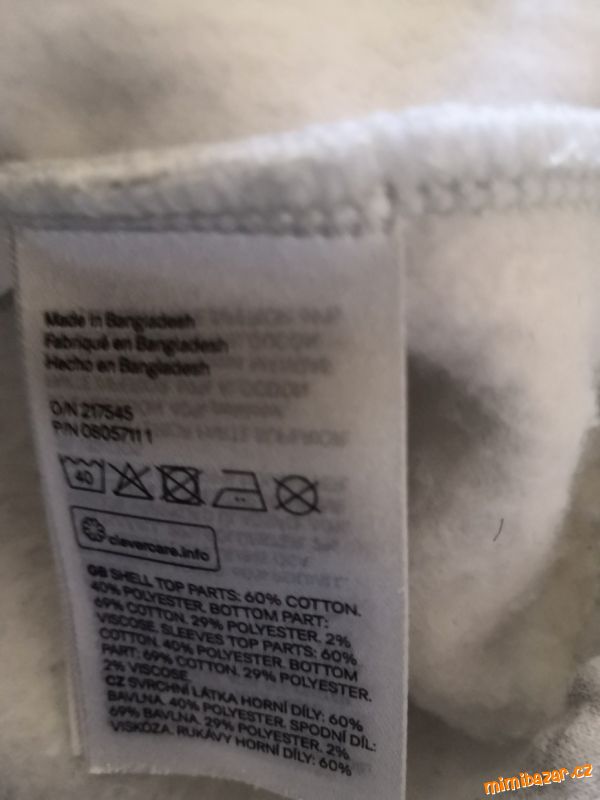 Made in Bangladesh
Fabriqué en Bangladesh
Hecho en Bangladesh
O/N 217545
P/N 0805711 1
40
clevercare.info
GB SHELL TOP PARTS: 60% COTTON.
40% POLYESTER. BOTTOM PART:
69% COTTON. 29% POLYESTER. 2%
VISCOSE. SLEEVES TOP PARTS: 60%
COTTON. 40% POLYESTER. BOTTOM
PART: 69% COTTON. 29% POLYESTER.
2% VISCOSE.
CZ SVRCHNÍ LÁTKA HORNÍ DÍLY: 60%
BAVLNA. 40% POLYESTER. SPODNÍ DÍL:
69% BAVLNA. 29% POLYESTER. 2%
VISKÓZA. RUKÁVY HORNÍ DÍLY: 60%
mimibazar.cz